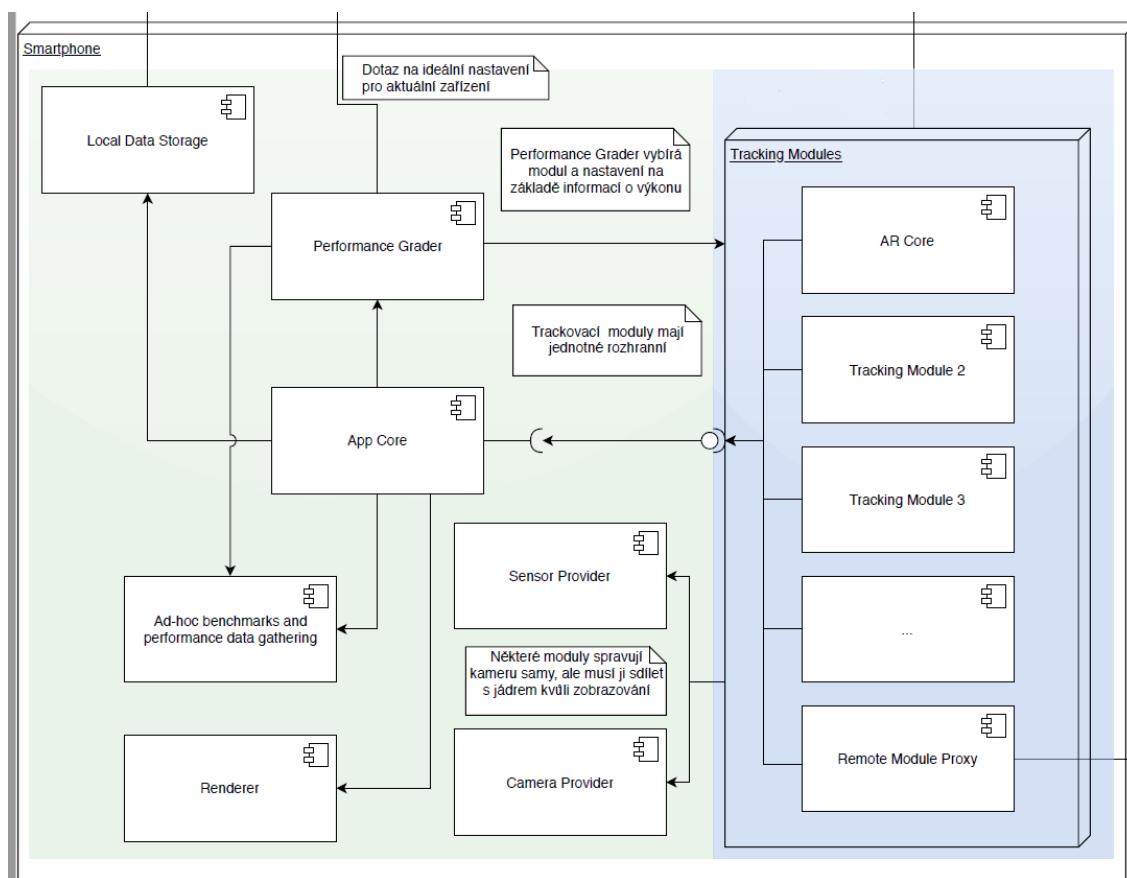 Smartphone
Dotaz na ideální nastavení
pro aktuální zařízení
Local Data Storage
Performance Grader vybírá
modul a nastavení na
základě informací o výkonu
Tracking Modules
Performance Grader
AR Core
Trackovací moduly mají
jednotné rozhranní
Tracking Module 2
App Core
Tracking Module 3
Sensor Provider
Ad-hoc benchmarks and
performance data gathering
...
Některé moduly spravují
kameru samy, ale musí ji sdílet
s jádrem kvůli zobrazování
Renderer
Camera Provider
Remote Module Proxy